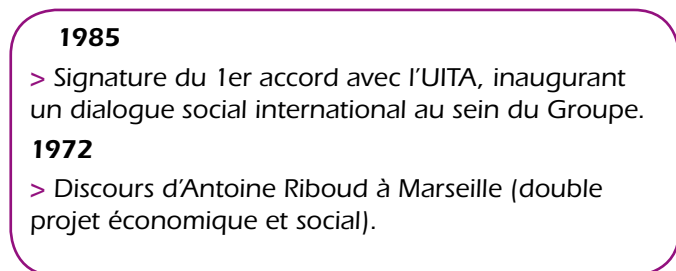 1985
> Signature du 1er accord avec l'UITA, inaugurant
un dialogue social international au sein du Groupe.
1972
> Discours d'Antoine Riboud à Marseille (double
projet économique et social).